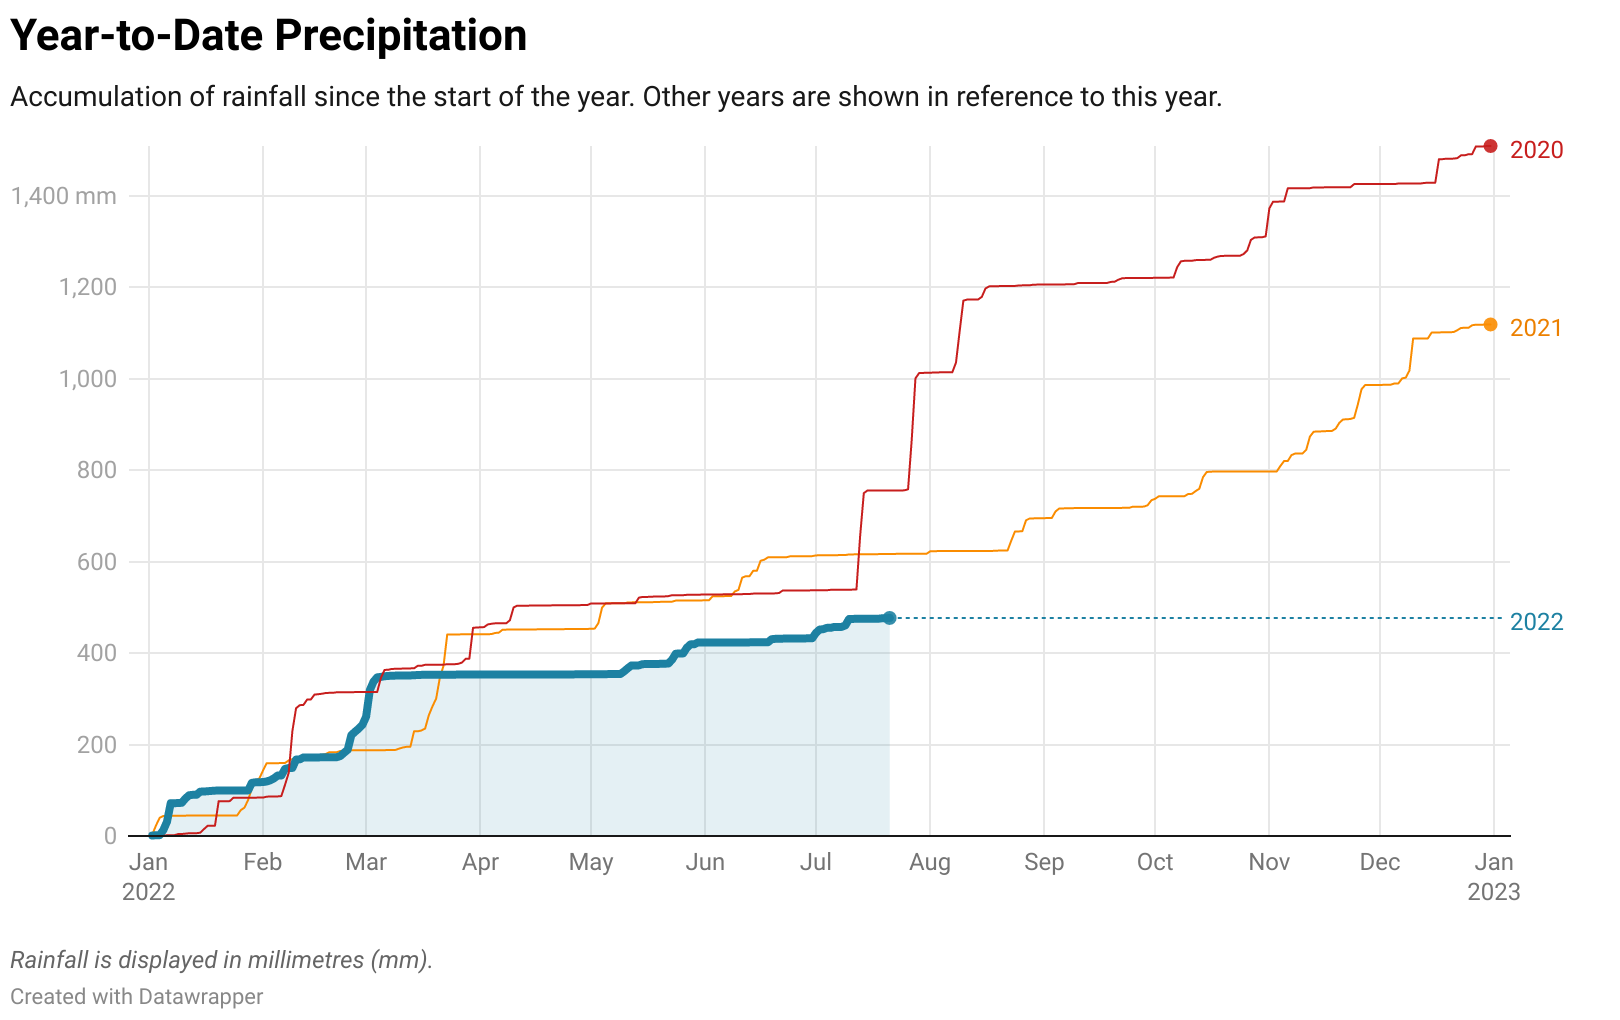 Year-to-Date Precipitation
Accumulation of rainfall since the start of the year. Other years are shown in reference to this year.
2020
1,400 mm
1,200
2021
1,000
800
600
2022
400
200
0
Jan Feb Mar Apr May Jun Jul Aug Sep Oct Nov Dec Jan
2022 2023
Rainfall is displayed in millimetres (mm).
Created with Datawrapper